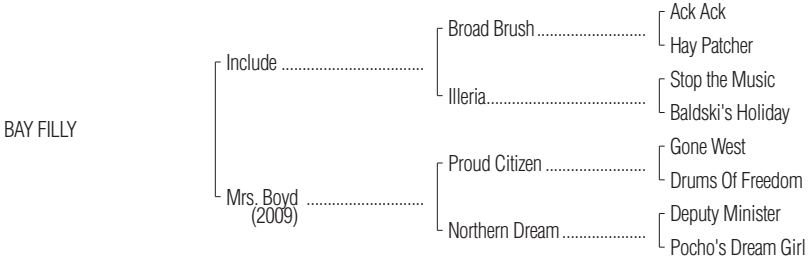 Ack Ack
Broad Brush
Hay Patcher
Include
Stop the Music
Illeria
Baldski's Holiday
BAY FILLY
Gone West
Proud Citizen
Drums Of Freedom
Mrs. Boyd
(2009)
Deputy Minister
Northern Dream
Pocho's Dream Girl